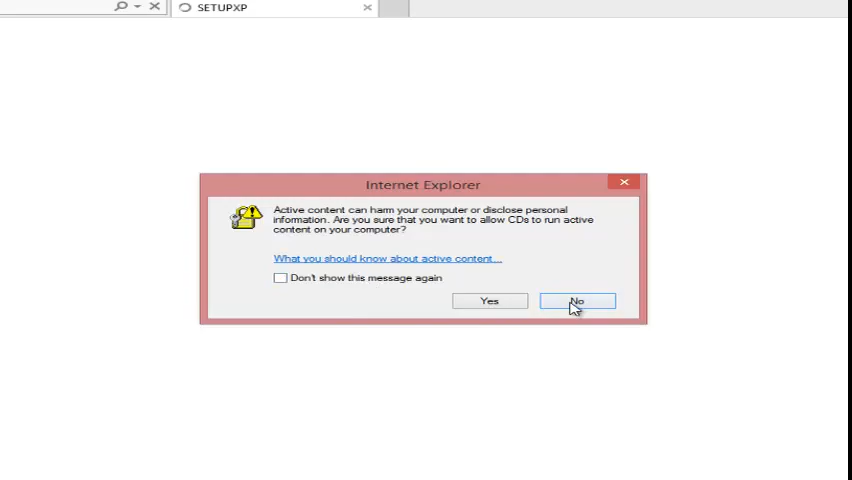 SETUPXP
Internet Explorer
Active content can harm your computer or disclose personal
information. Are you sure that you want to allow CDs to run active
content on your computer?
What you should know about active content...
Don't show this message again
Yes
No